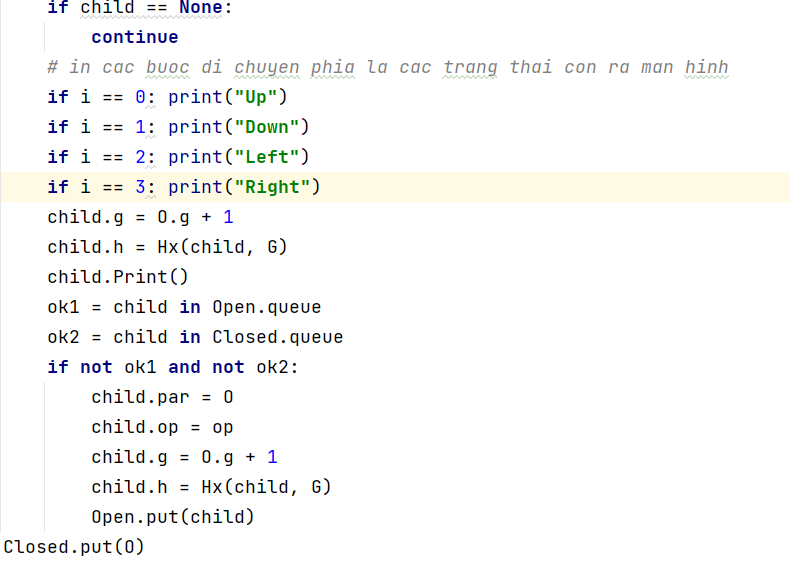 if child == None:
continue
# in cac buoc di chuyen phia la cac trang thai con ra man hinh
if i == 0: print("Up")
if i == 1: print("Down")
if i == 2: print("Left")
if i == 3: print("Right")
child.g = O.g + 1
child.h = Hx(child, G)
child.Print()
ok1 = child in Open.queue
ok2 = child in Closed.queue
if not ok1 and not ok2:
child.par = O
child.op = op
child.g = O.g + 1
child.h = Hx(child, G)
Open.put(child)
Closed.put(O)